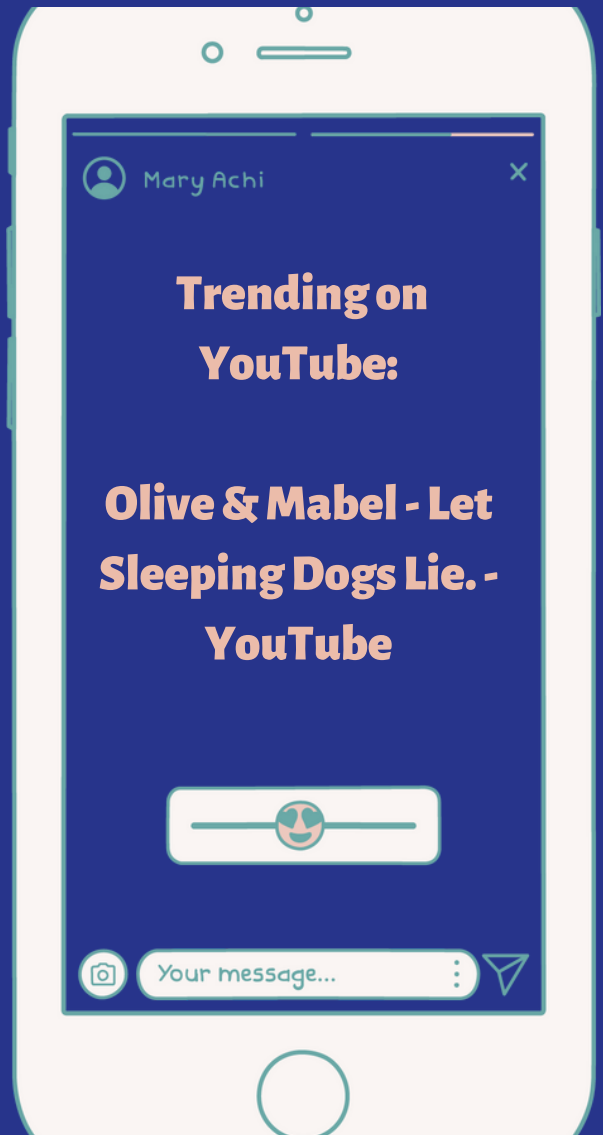 Mary Achi
Trending on
YouTube:
Olive & Mabel - Let
Sleeping Dogs Lie. -
YouTube
Your message...